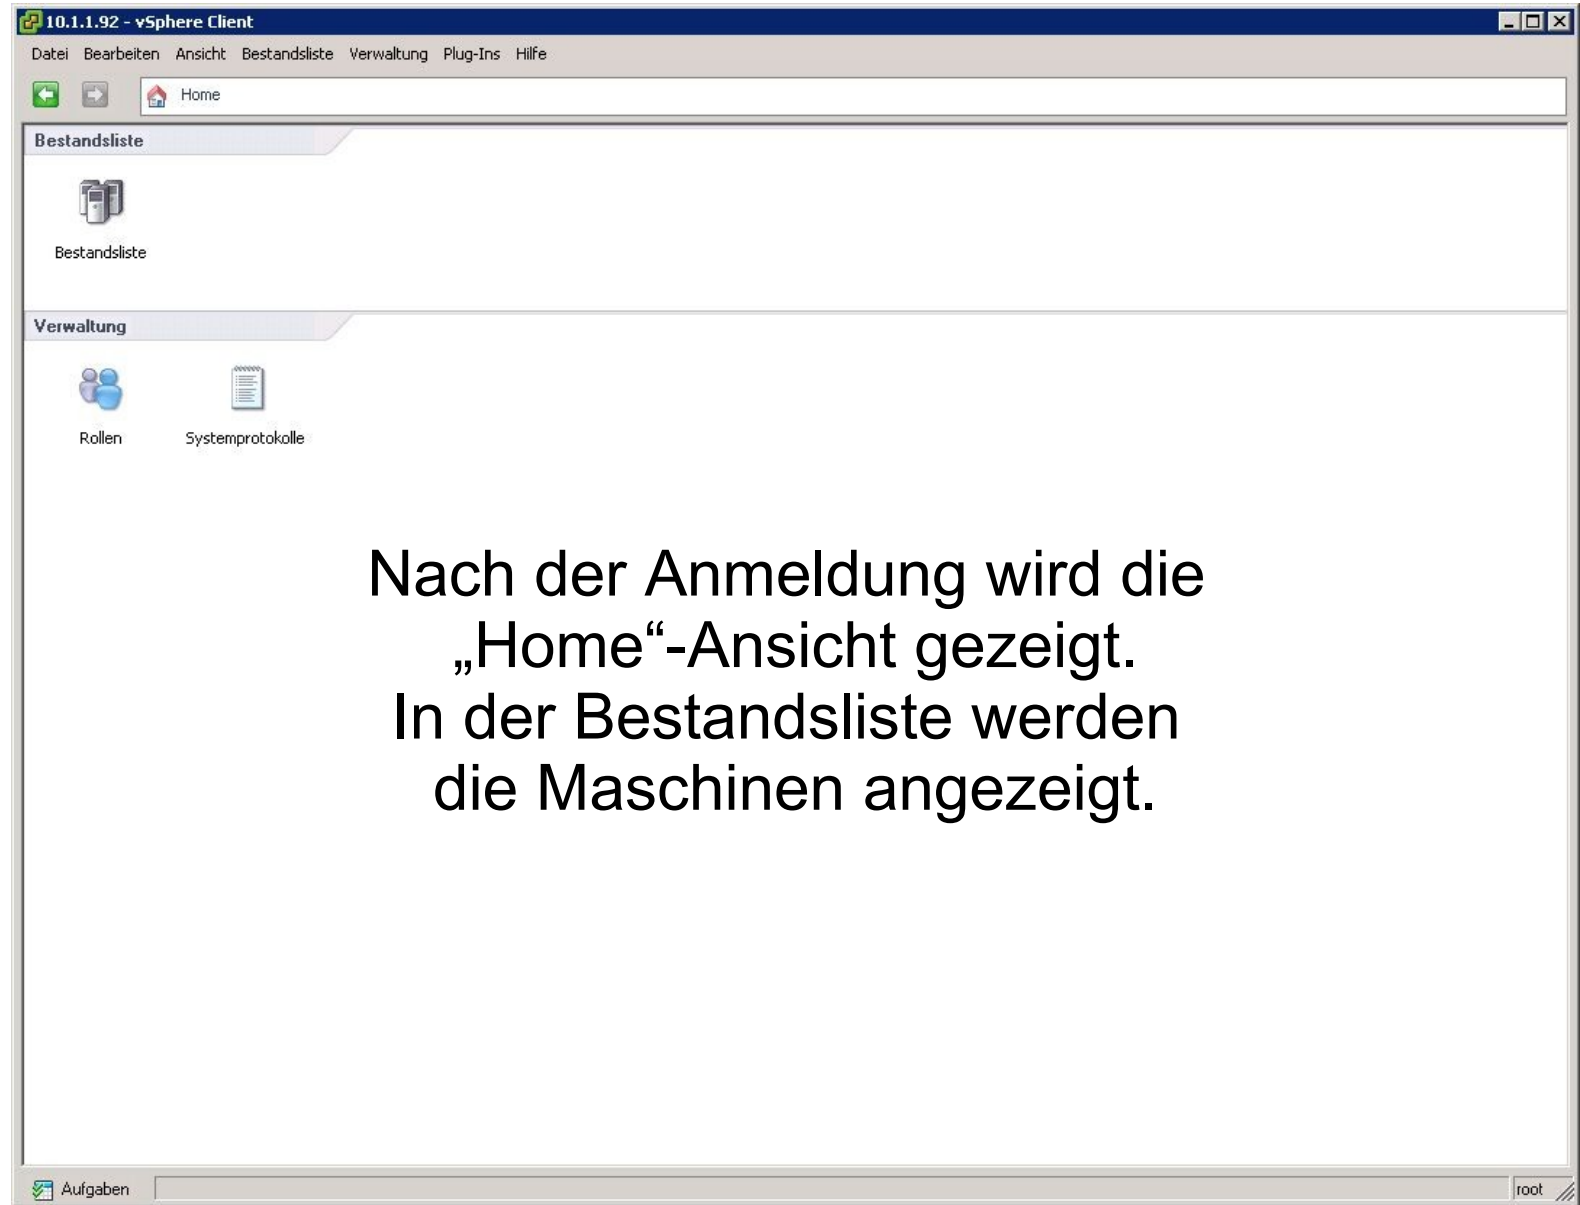 10.1.1.92 - vSphere Client
Datei Bearbeiten Ansicht Bestandsliste Verwaltung Plug-Ins Hilfe
Home
Bestandsliste
Bestandsliste
Verwaltung
Rollen Systemprotokolle
Nach der Anmeldung wird die
„Home“-Ansicht gezeigt.
In der Bestandsliste werden
die Maschinen angezeigt.
Aufgaben root